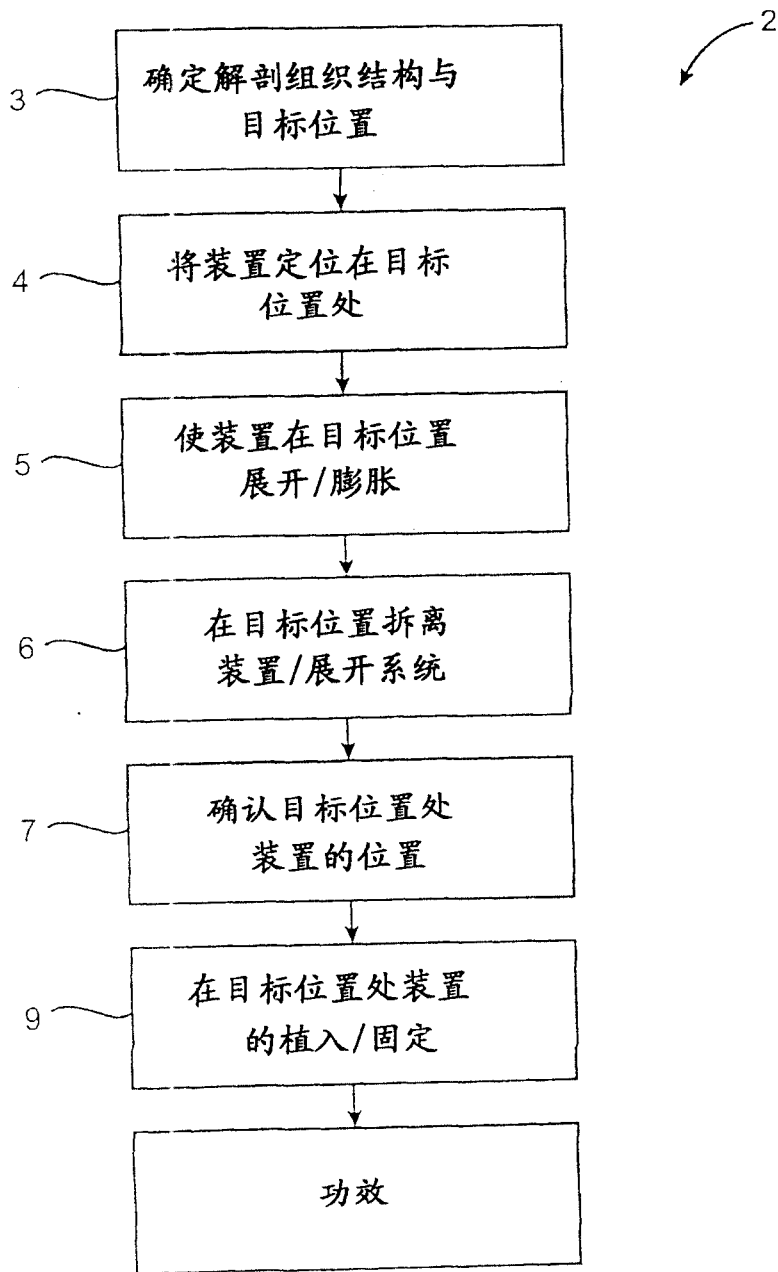 2
3
确定解剖组织结构与
目标位置
4
将装置定位在目标
位置处
5
使装置在目标位置
展开/膨胀
6
在目标位置拆离
装置/展开系统
7
确认目标位置处
装置的位置
9
在目标位置处装置
的植入/固定
功效